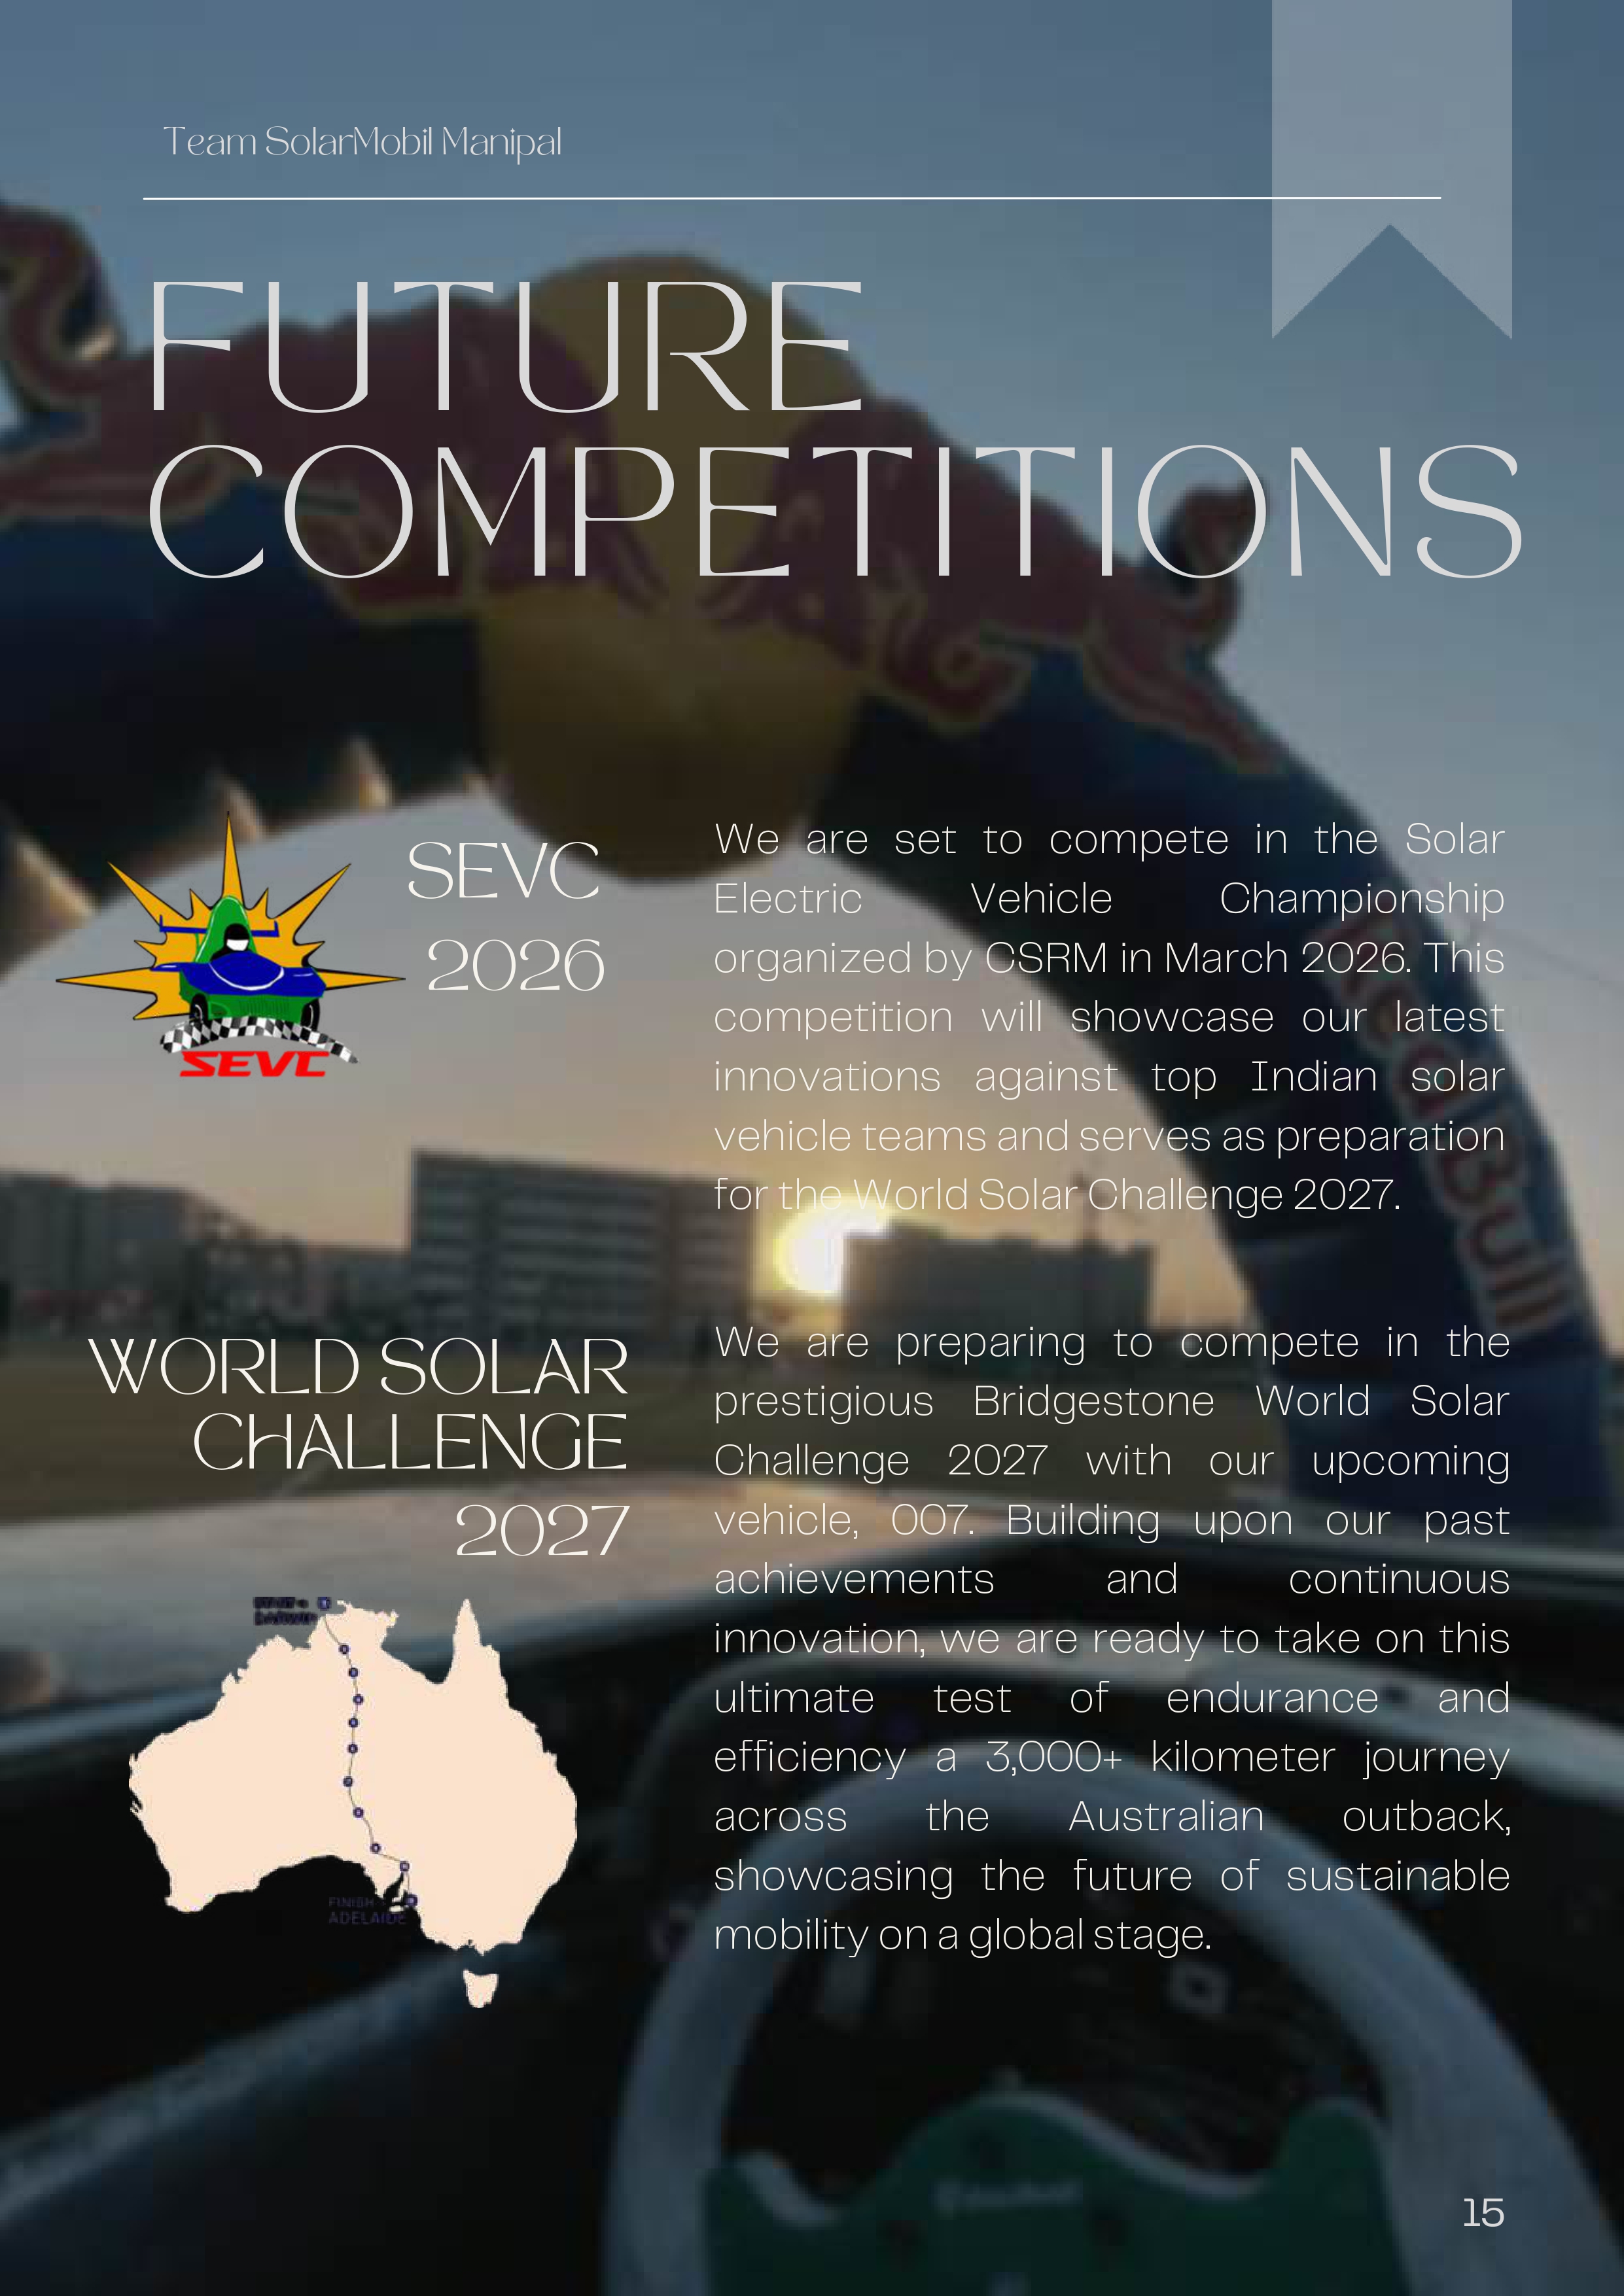 Team SolarMobil Manipal
FUTURE
COMPETITIONS
SEVC
SEVC
2026
We are set to compete in the Solar
Electric Vehicle Championship
organized by CSRM in March 2026. This
competition will showcase our latest
innovations against top Indian solar
vehicle teams and serves as preparation
for the World Solar Challenge 2027.
Red Bull
WORLD SOLAR
CHALLENGE
2027
START
DARWIN
FINISH
ADELAIDE
We are preparing to compete in the
prestigious Bridgestone World Solar
Challenge 2027 with our upcoming
vehicle, 007. Building upon our past
achievements and continuous
innovation, we are ready to take on this
ultimate test of endurance and
efficiency a 3,000+ kilometer journey
across the Australian outback,
showcasing the future of sustainable
mobility on a global stage.
15